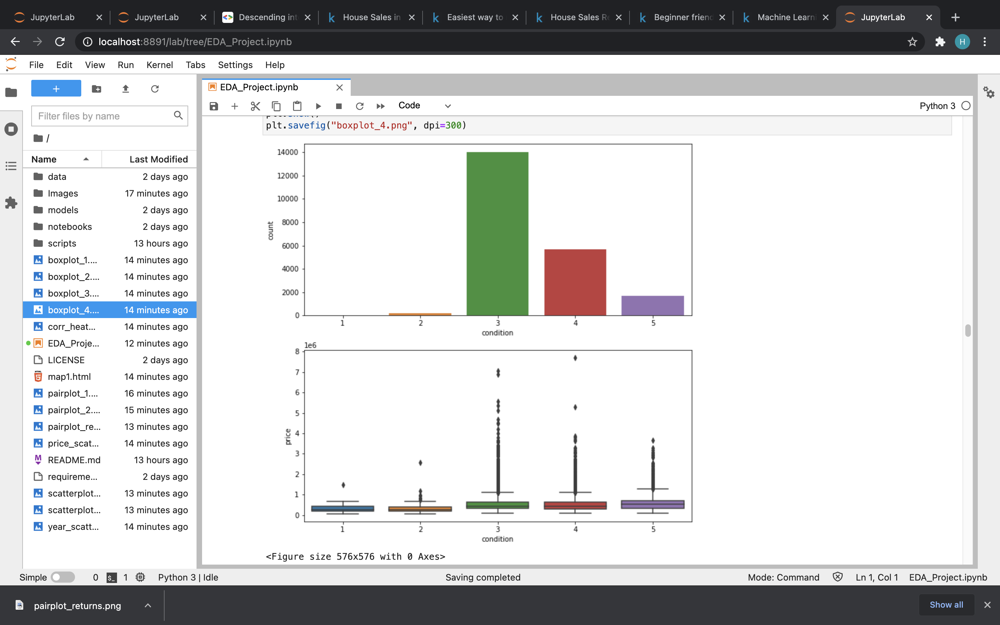 JupyterLab
JupyterLab
Descending int
House Sales in
Easiest way to
House Sales Re
Beginner friend
Machine Learni
JupyterLab
localhost:8891/lab/tree/EDA_Project.ipynb
H
File Edit View Run Kernel Tabs Settings Help
EDA_Project.ipynb
Filter files by name
/
Name Last Modified
data 2 days ago
Images 17 minutes ago
models 2 days ago
notebooks 2 days ago
scripts 13 hours ago
boxplot_1.... 14 minutes ago
boxplot_2.... 14 minutes ago
boxplot_3.... 14 minutes ago
boxplot_4.... 14 minutes ago
corr_heat... 14 minutes ago
EDA_Proje... 12 minutes ago
LICENSE 2 days ago
map1.html 14 minutes ago
pairplot_1.... 16 minutes ago
pairplot_2.... 15 minutes ago
pairplot_re... 13 minutes ago
price_scat... 14 minutes ago
README.md 13 hours ago
requireme... 2 days ago
scatterplot... 13 minutes ago
scatterplot... 13 minutes ago
year_scatt... 14 minutes ago
Code
Python 3
plt.savefig("boxplot_4.png", dpi=300)
14000
12000
10000
8000
6000
4000
2000
0
count
1 2 3 4 5
condition
1e6
8
7
6
5
4
3
2
1
0
price
1 2 3 4 5
condition
<Figure size 576x576 with 0 Axes>
Simple 0 $_ 1 Python 3 | Idle Saving completed Mode: Command Ln 1, Col 1 EDA_Project.ipynb
pairplot_returns.png
Show all